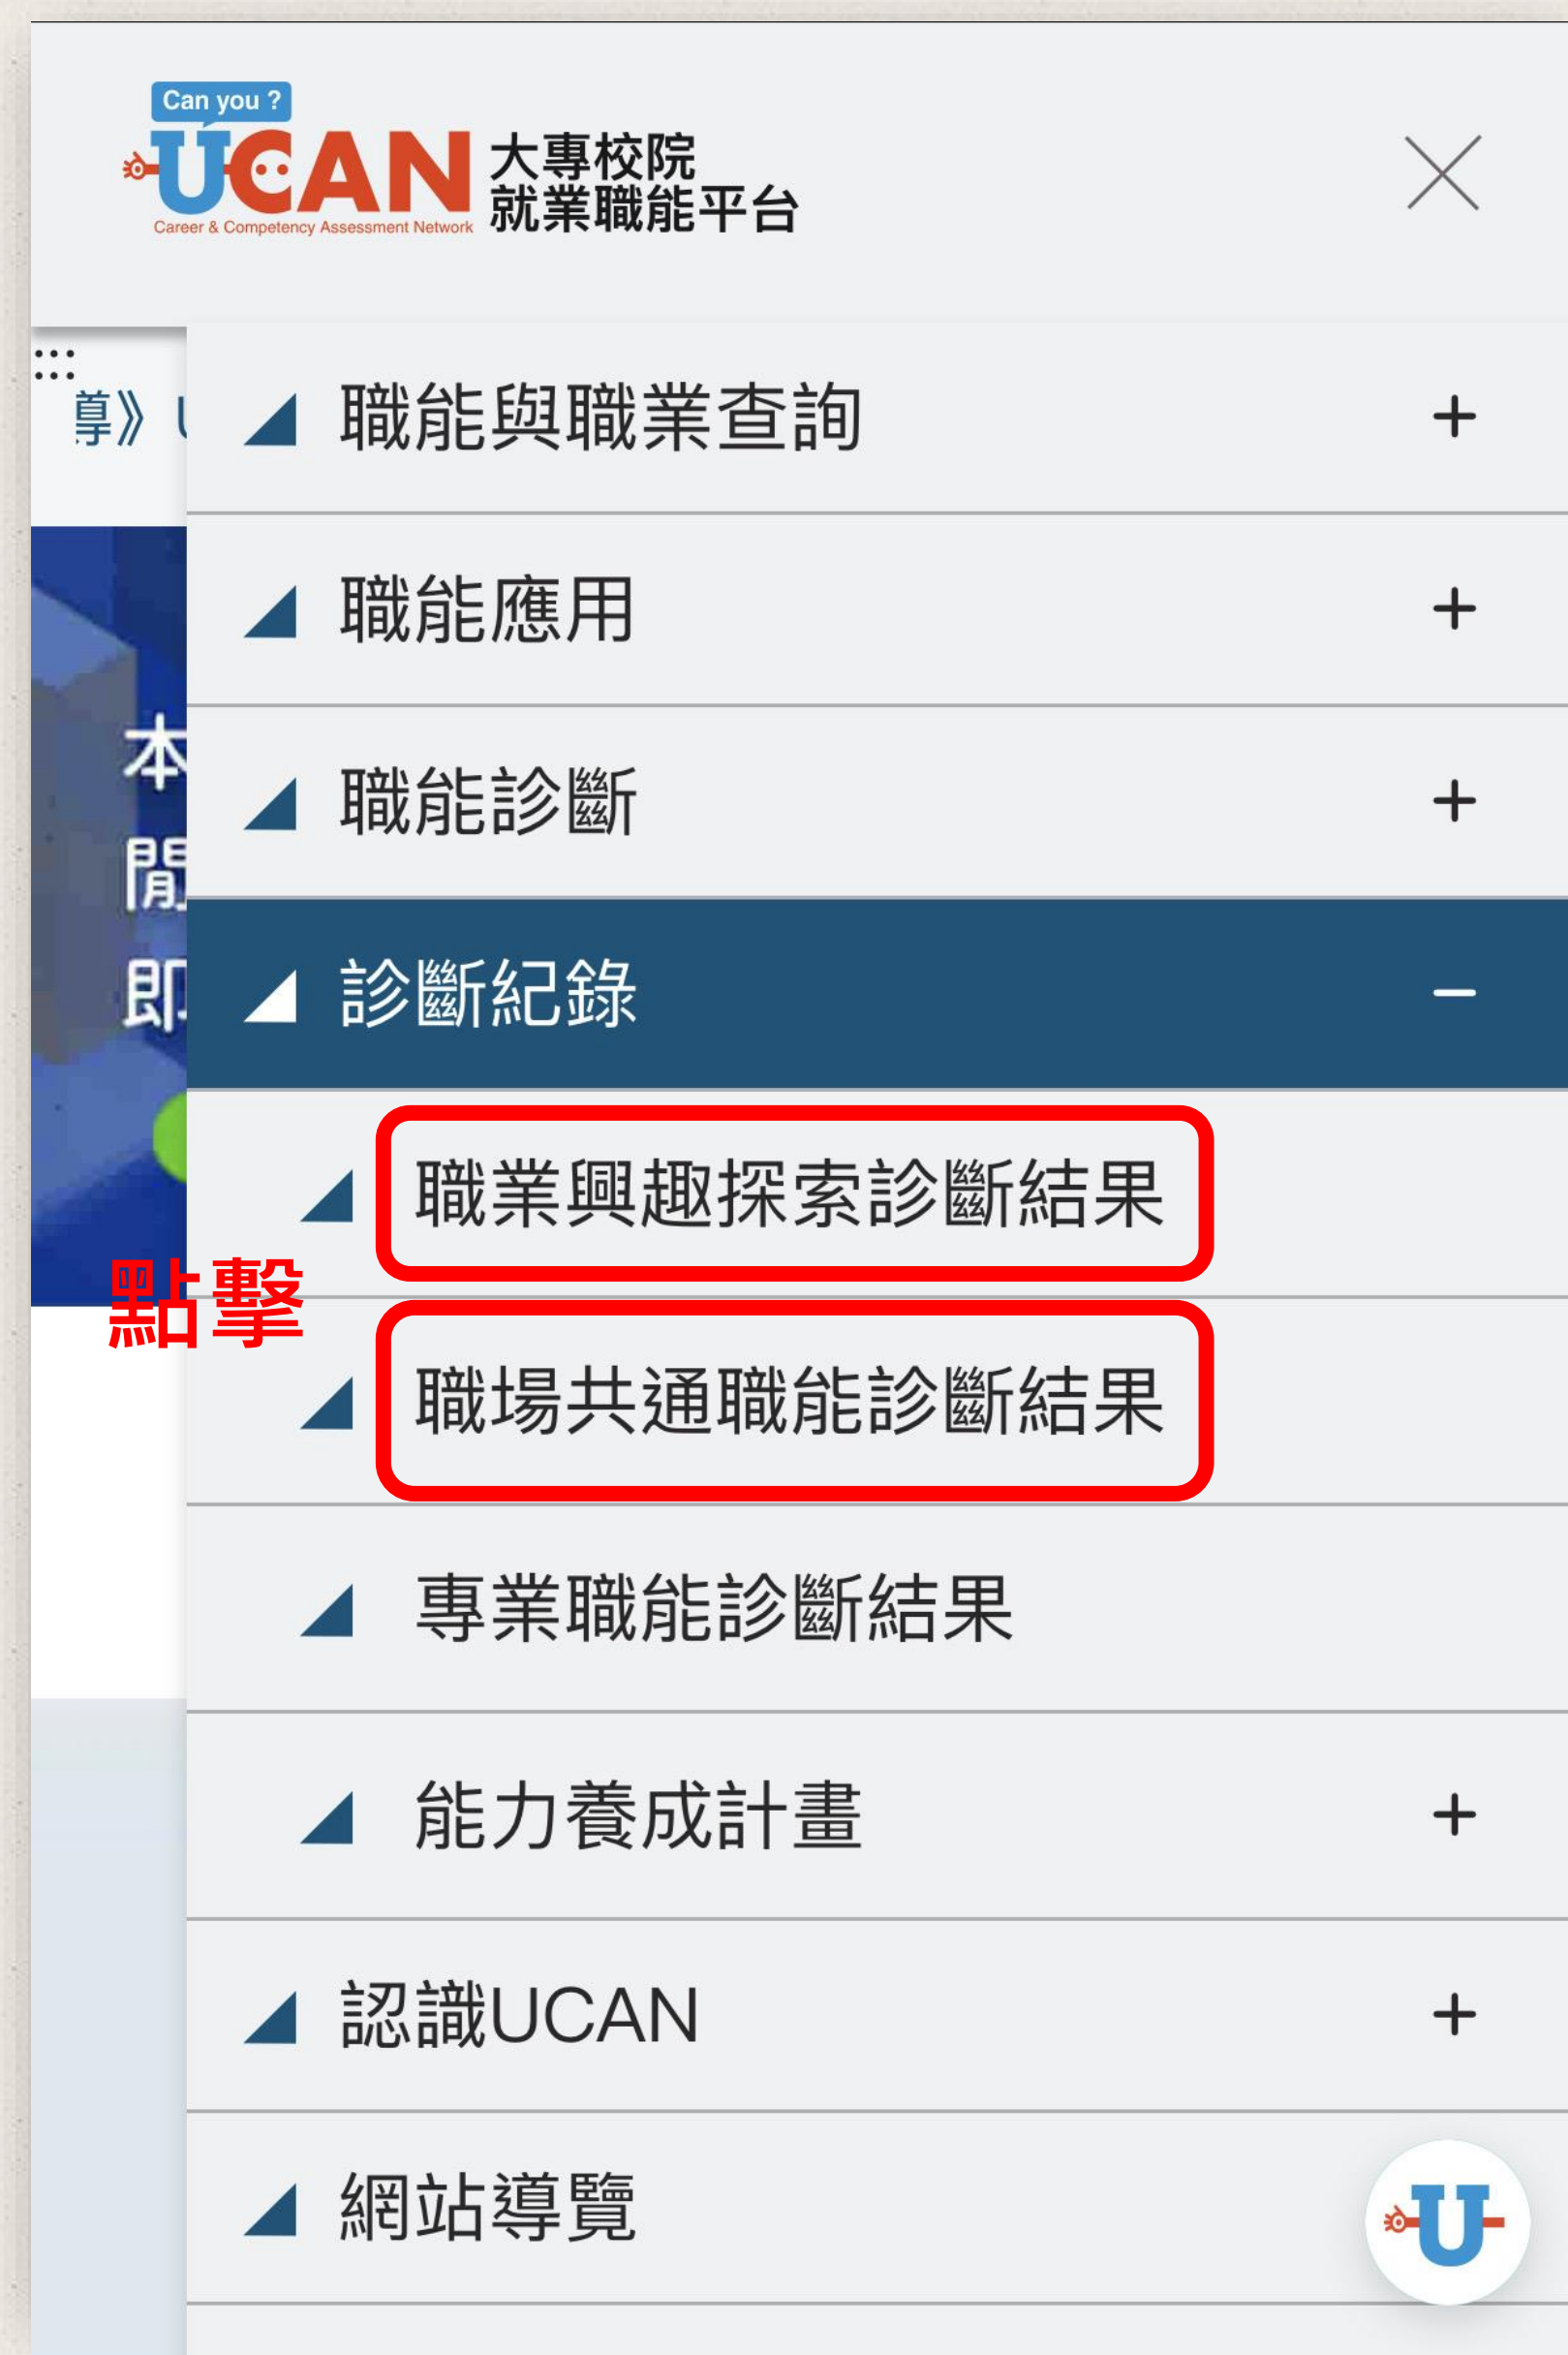 Can you ?
UCAN
Career & Competency Assessment Network
大專校院
就業職能平台
導》
職能與職業查詢
+
職能應用
+
職能診斷
+
本
閒
即
診斷紀錄
−
職業興趣探索診斷結果
點擊
職場共通職能診斷結果
專業職能診斷結果
能力養成計畫
+
認識UCAN
+
網站導覽
U